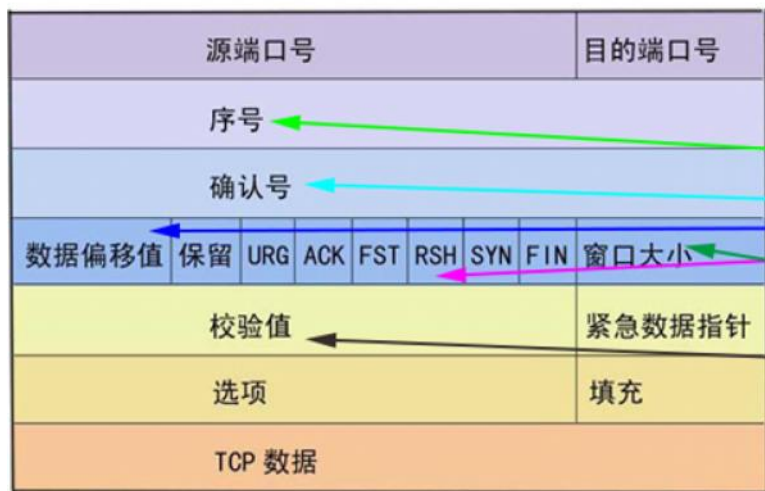 源端口号 目的端口号
序号
确认号
数据偏移值 保留 URG ACK FST RSH SYN FIN 窗口大小
校验值 紧急数据指针
选项 填充
TCP 数据